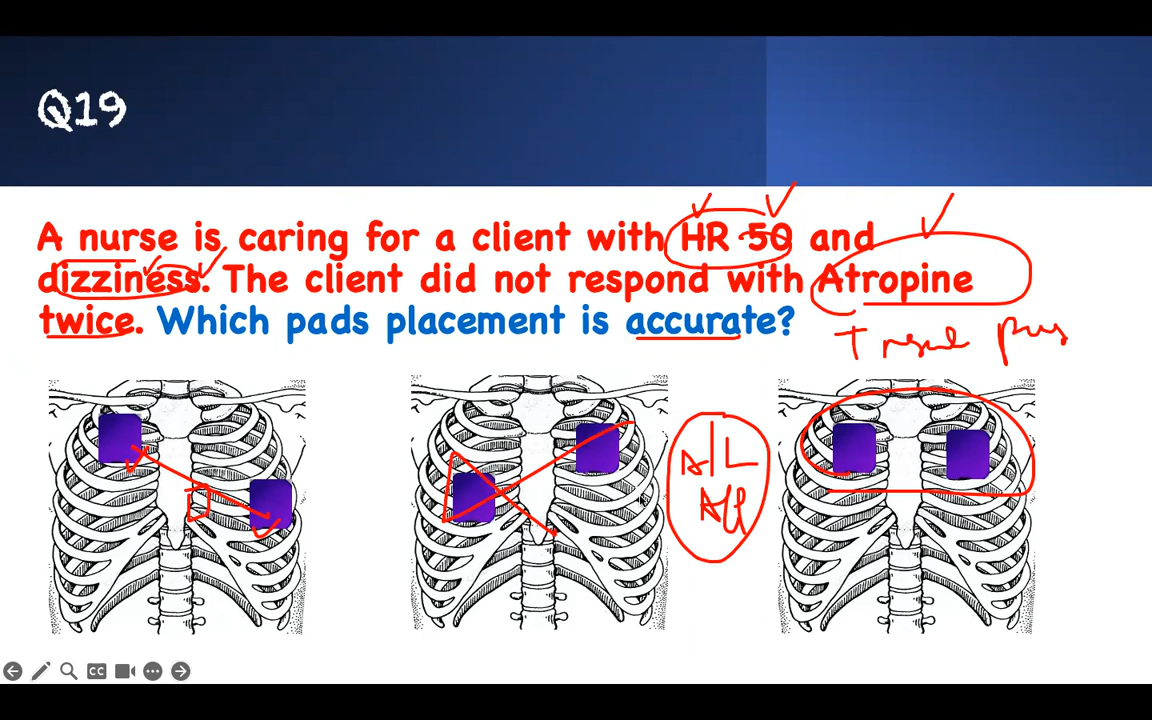 Q19
A nurse is caring for a client with HR 50 and
dizziness. The client did not respond with Atropine
twice. Which pads placement is accurate?
A/L
CC